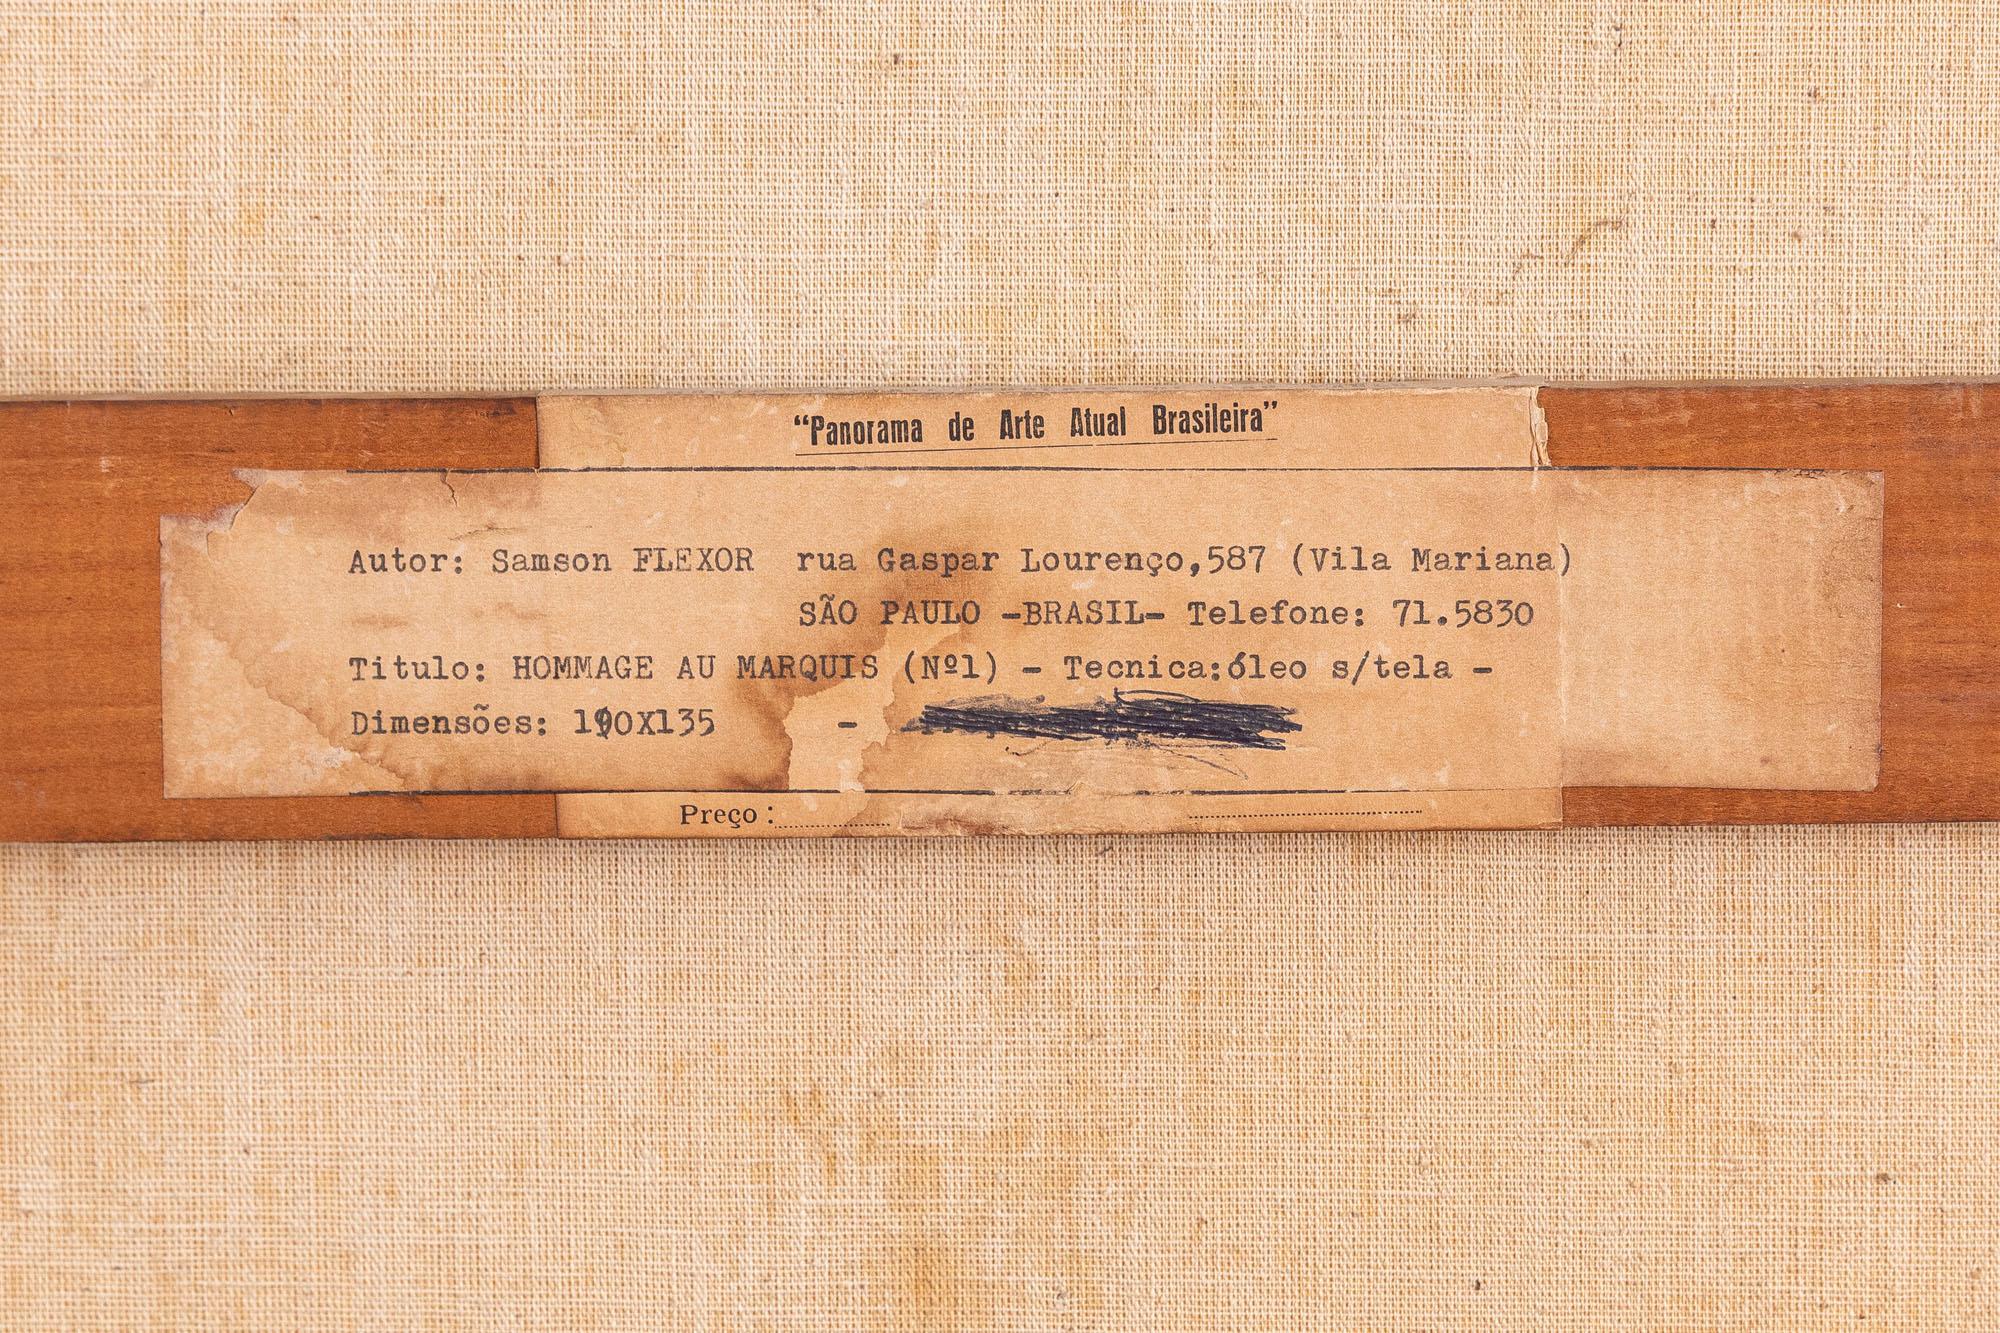 “Panorama de Arte Atual Brasileira”
Autor: Samson FLEXOR rua Gaspar Lourenço,587 (Vila Mariana)
SÃO PAULO -BRASIL- Telefone: 71.5830
Titulo: HOMMAGE AU MARQUIS (Nº1) - Tecnica:óleo s/tela -
Dimensões: 190X135 -
Preço: